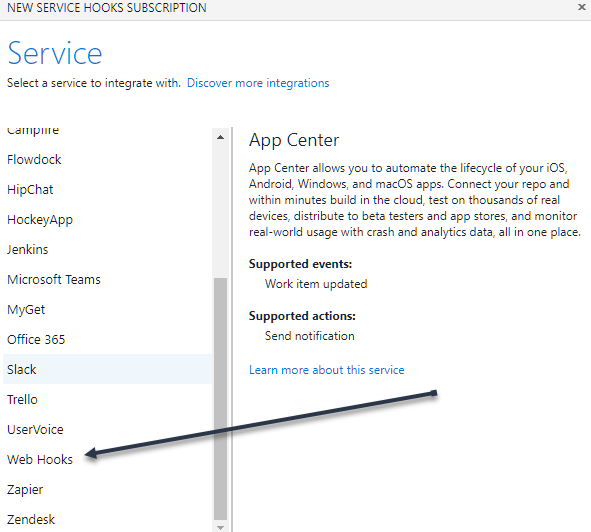 NEW SERVICE HOOKS SUBSCRIPTION
Service
Select a service to integrate with. Discover more integrations
Campfire
Flowdock
HipChat
HockeyApp
Jenkins
Microsoft Teams
MyGet
Office 365
Slack
Trello
UserVoice
Web Hooks
Zapier
Zendesk
App Center
App Center allows you to automate the lifecycle of your iOS,
Android, Windows, and macOS apps. Connect your repo and
within minutes build in the cloud, test on thousands of real
devices, distribute to beta testers and app stores, and monitor
real-world usage with crash and analytics data, all in one place.
Supported events:
Work item updated
Supported actions:
Send notification
Learn more about this service